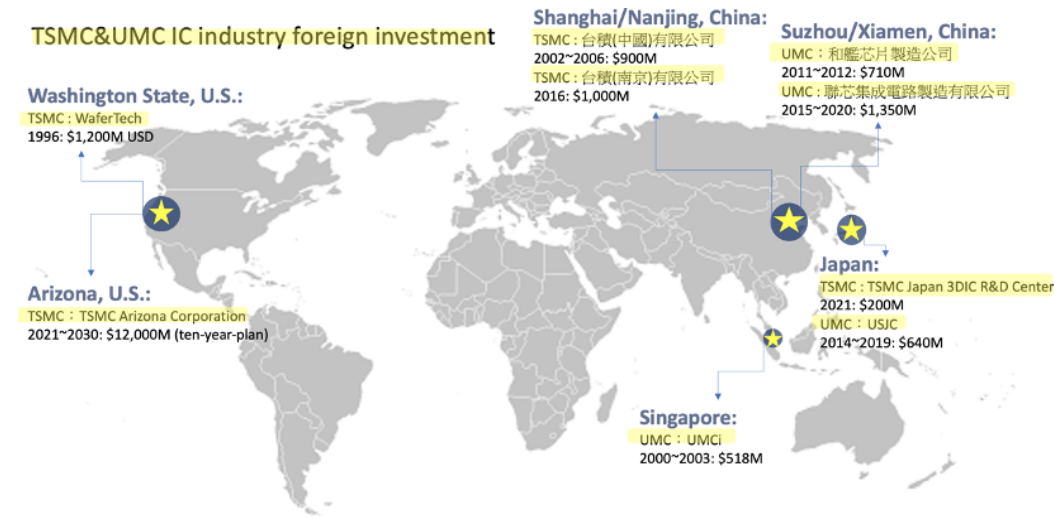 TSMC&UMC IC industry foreign investment
Washington State, U.S.:
TSMC : WaferTech
1996: $1,200M USD
Arizona, U.S.:
TSMC：TSMC Arizona Corporation
2021~2030: $12,000M (ten-year-plan)
Shanghai/Nanjing, China:
TSMC : 台積(中國)有限公司
2002~2006: $900M
TSMC : 台積(南京)有限公司
2016: $1,000M
Suzhou/Xiamen, China:
UMC：和艦芯片製造公司
2011~2012: $710M
UMC : 聯芯集成電路製造有限公司
2015~2020: $1,350M
Japan:
TSMC : TSMC Japan 3DIC R&D Center
2021: $200M
UMC：USJC
2014~2019: $640M
Singapore:
UMC：UMCi
2000~2003: $518M